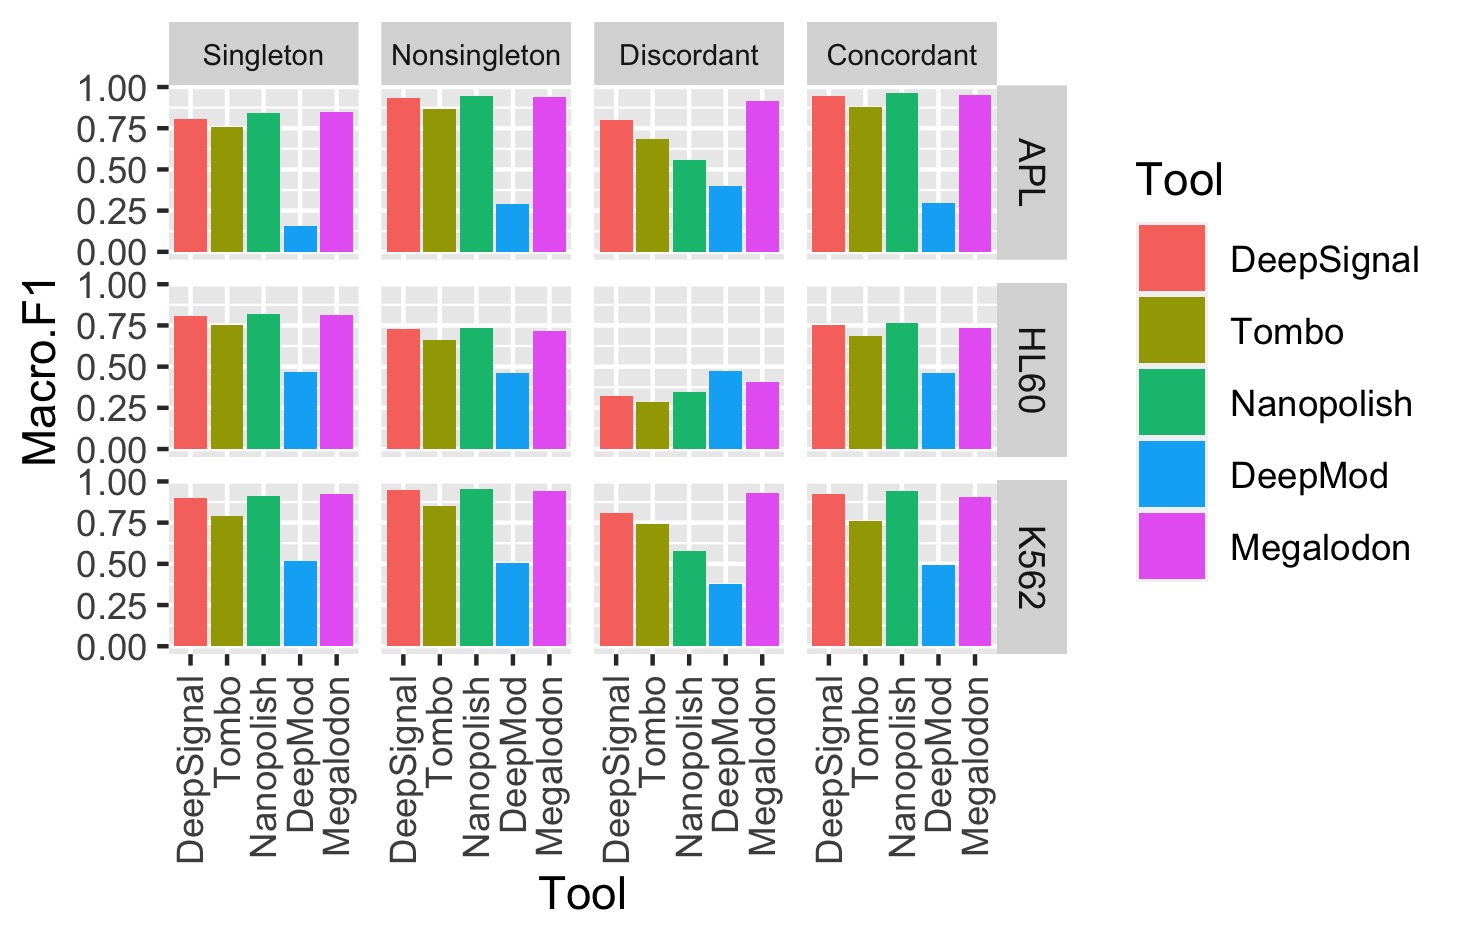 Singleton Nonsingleton Discordant Concordant
Macro.F1
1.00
0.75
0.50
0.25
0.00
APL
1.00
0.75
0.50
0.25
0.00
HL60
1.00
0.75
0.50
0.25
0.00
K562
DeepSignal Tombo Nanopolish DeepMod Megalodon DeepSignal Tombo Nanopolish DeepMod Megalodon DeepSignal Tombo Nanopolish DeepMod Megalodon DeepSignal Tombo Nanopolish DeepMod Megalodon
Tool
Tool
DeepSignal
Tombo
Nanopolish
DeepMod
Megalodon